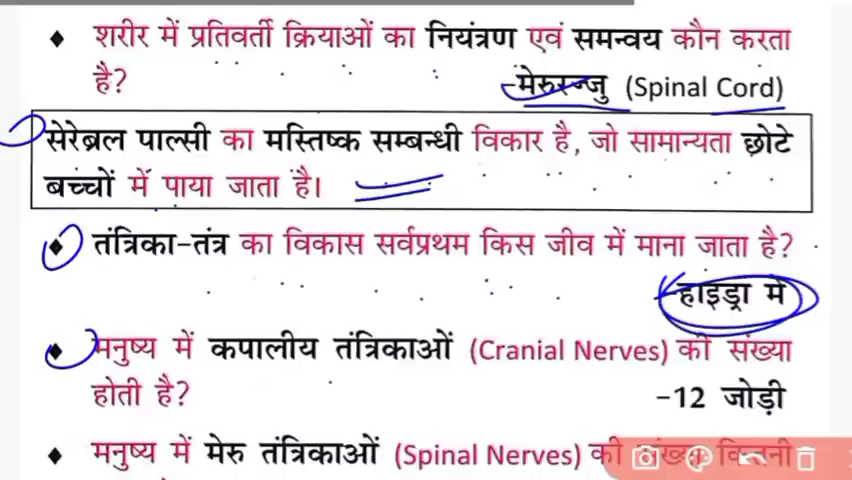 ♦ शरीर में प्रतिवर्ती क्रियाओं का नियंत्रण एवं समन्वय कौन करता
है? -मेरुरज्जु (Spinal Cord)
सेरेब्रल पाल्सी का मस्तिष्क सम्बन्धी विकार है, जो सामान्यता छोटे
बच्चों में पाया जाता है।
♦ तंत्रिका-तंत्र का विकास सर्वप्रथम किस जीव में माना जाता है?
-हाइड्रा में
♦ मनुष्य में कपालीय तंत्रिकाओं (Cranial Nerves) की संख्या
होती है? -12 जोड़ी
♦ मनुष्य में मेरु तंत्रिकाओं (Spinal Nerves) की संख्या कितनी